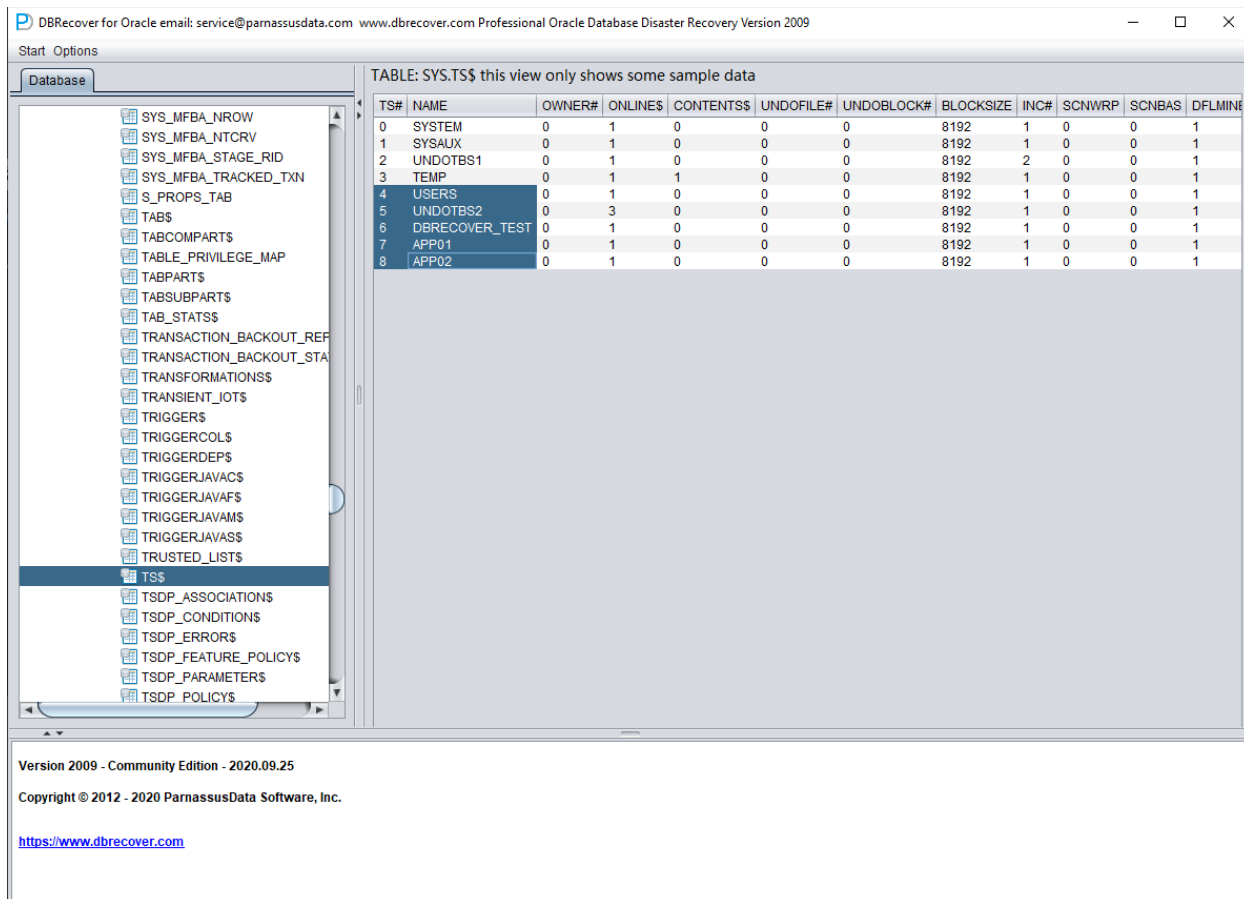 DBRecover for Oracle email: service@parnassusdata.com www.dbrecover.com Professional Oracle Database Disaster Recovery Version 2009
Start Options
Database
SYS_MFBA_NROW
SYS_MFBA_NTCRV
SYS_MFBA_STAGE_RID
SYS_MFBA_TRACKED_TXN
S_PROPS_TAB
TAB$
TABCOMPART$
TABLE_PRIVILEGE_MAP
TABPART$
TABSUBPART$
TAB_STATS$
TRANSACTION_BACKOUT_REP
TRANSACTION_BACKOUT_STA
TRANSFORMATIONS$
TRANSIENT_IOT$
TRIGGER$
TRIGGERCOL$
TRIGGERDEP$
TRIGGERJAVAC$
TRIGGERJAVAF$
TRIGGERJAVAM$
TRIGGERJAVAS$
TRUSTED_LIST$
TS$
TSDP_ASSOCIATION$
TSDP_CONDITION$
TSDP_ERROR$
TSDP_FEATURE_POLICY$
TSDP_PARAMETER$
TSDP_POLICY$
TABLE: SYS.TS$ this view only shows some sample data
TS# NAME OWNER# ONLINE$ CONTENTS$ UNDOFILE# UNDOBLOCK# BLOCKSIZE INC# SCNWRP SCNBAS DFLMINE
0 SYSTEM 0 1 0 0 0 8192 1 0 0 1
1 SYSAUX 0 1 0 0 0 8192 1 0 0 1
2 UNDOTBS1 0 1 0 0 0 8192 2 0 0 1
3 TEMP 0 1 1 0 0 8192 1 0 0 1
4 USERS 0 1 0 0 0 8192 1 0 0 1
5 UNDOTBS2 0 3 0 0 0 8192 1 0 0 1
6 DBRECOVER_TEST 0 1 0 0 0 8192 1 0 0 1
7 APP01 0 1 0 0 0 8192 1 0 0 1
8 APP02 0 1 0 0 0 8192 1 0 0 1
Version 2009 - Community Edition - 2020.09.25
Copyright © 2012 - 2020 ParnassusData Software, Inc.
https://www.dbrecover.com